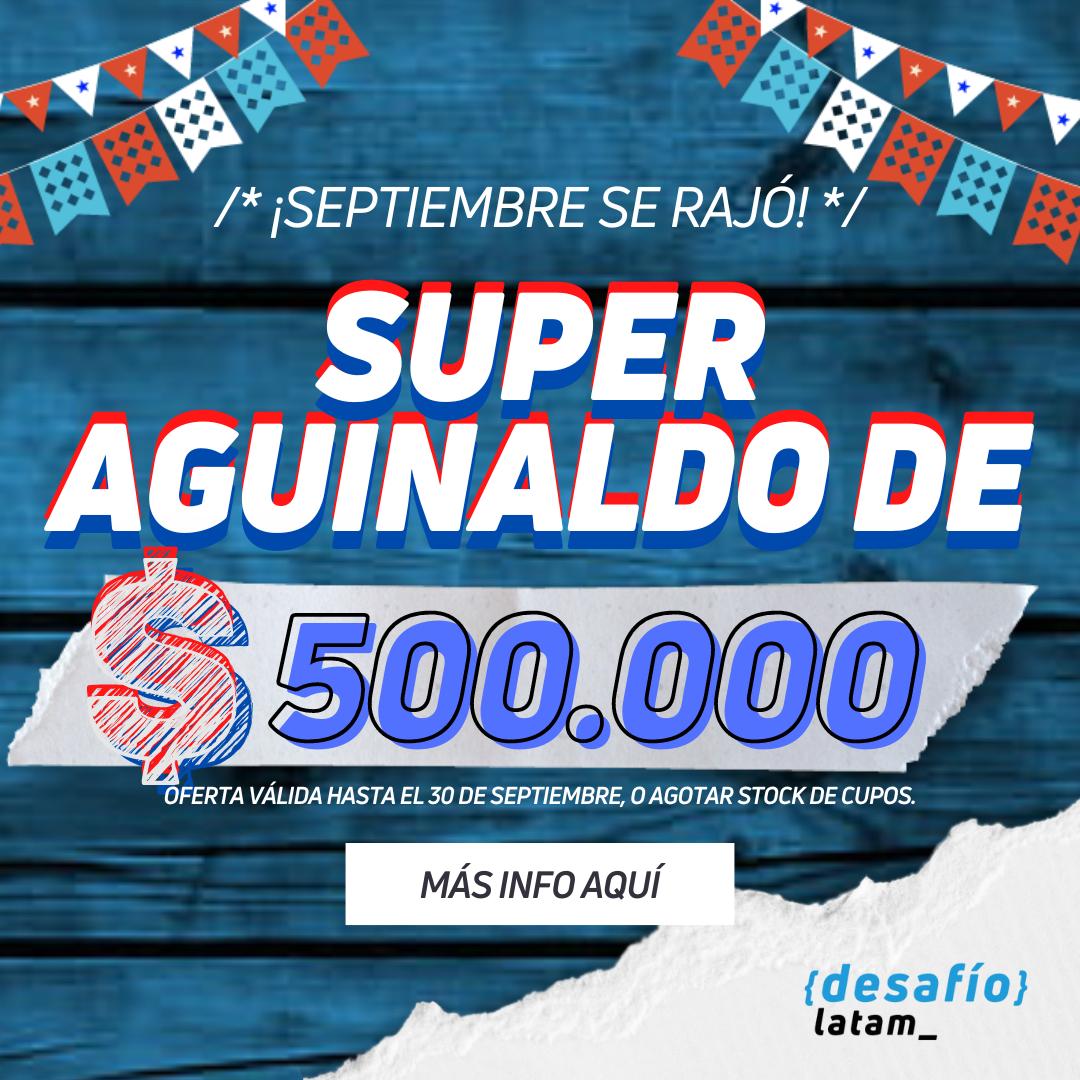 /* ¡SEPTIEMBRE SE RAJÓ! */
SUPER
AGUINALDO DE
$ 500.000
OFERTA VÁLIDA HASTA EL 30 DE SEPTIEMBRE, O AGOTAR STOCK DE CUPOS.
MÁS INFO AQUÍ
{desafío}
latam_